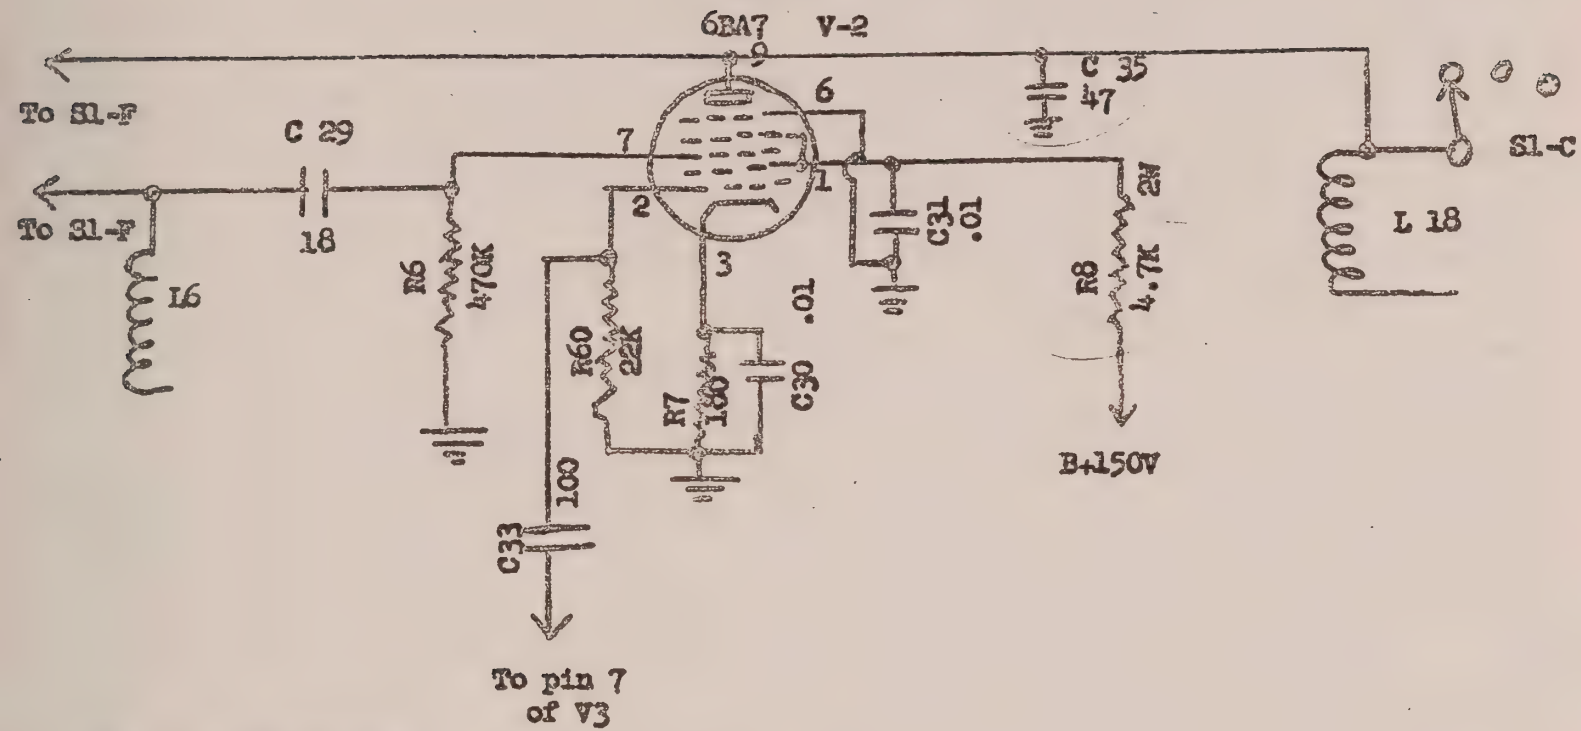 6BA7 V-2
9
To S1-F
C 29
7
6
C 35
47
S1-C
To S1-F
18
2
1
3
C31
.01
2W
R8
4.7K
L 18
L6
R6
470K
R60
22K
R7
180
C30
.01
B+150V
C33
100
To pin 7
of V3